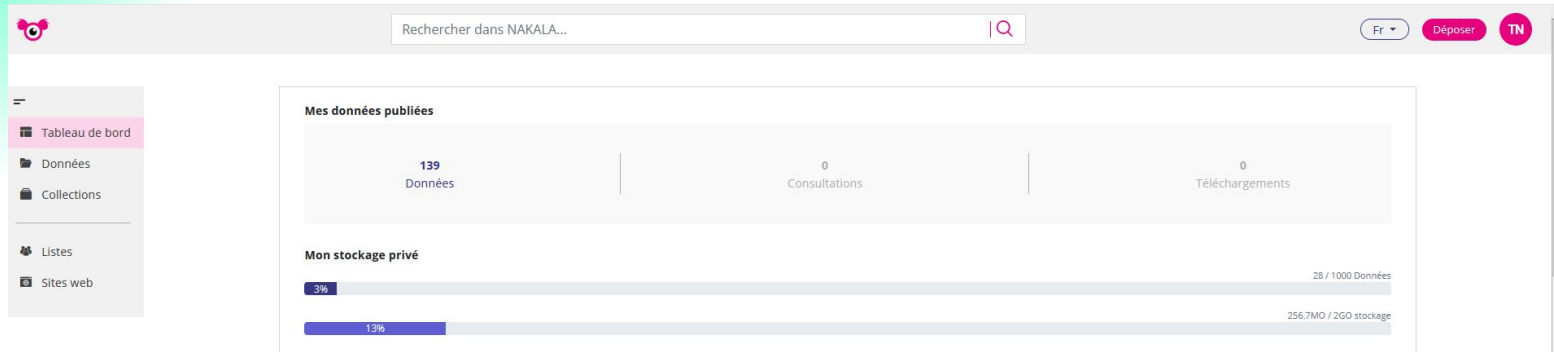 Rechercher dans NAKALA...
Fr
Déposer
TN
Tableau de bord
Données
Collections
Listes
Sites web
Mes données publiées
139
Données
0
Consultations
0
Téléchargements
Mon stockage privé
28 / 1000 Données
3%
256.7MO / 2GO stockage
13%